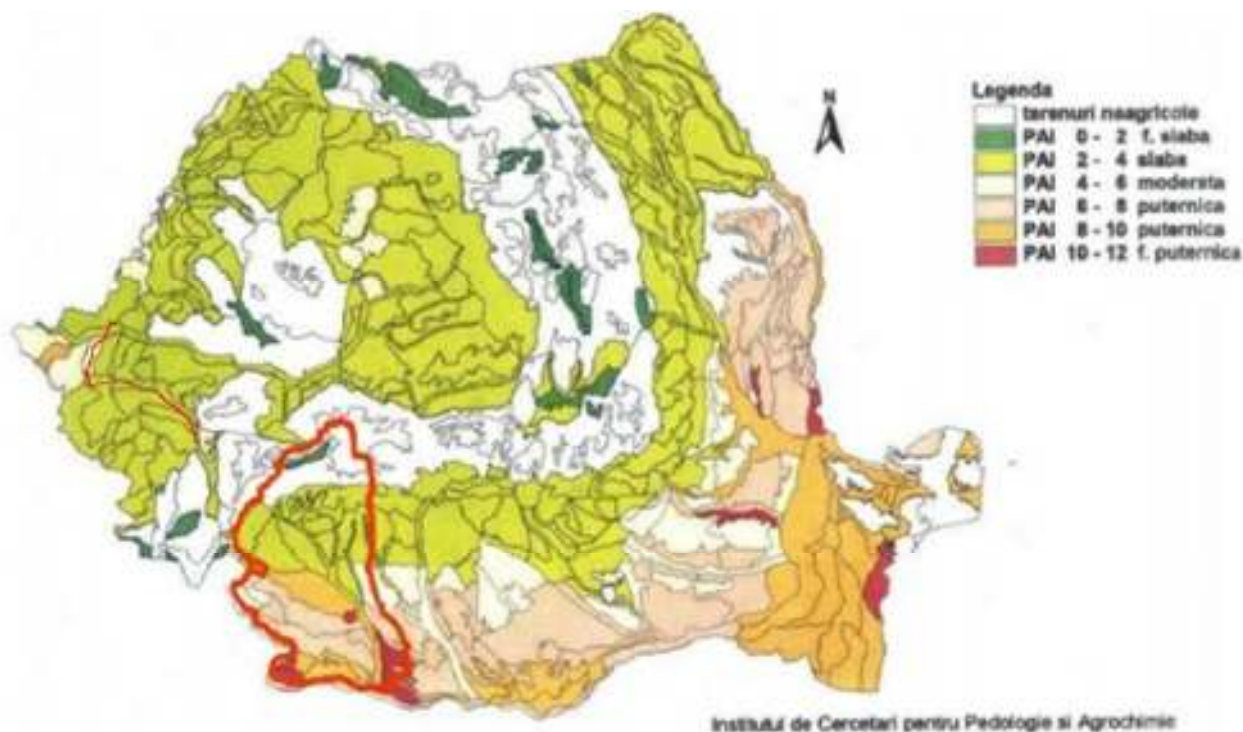 N
Legenda
terenuri neagricole
PAI 0 - 2 f. slaba
PAI 2 - 4 slaba
PAI 4 - 6 moderata
PAI 6 - 8 puternica
PAI 8 - 10 puternica
PAI 10 - 12 f. puternica
Institutul de Cercetari pentru Pedologie si Agrochimie